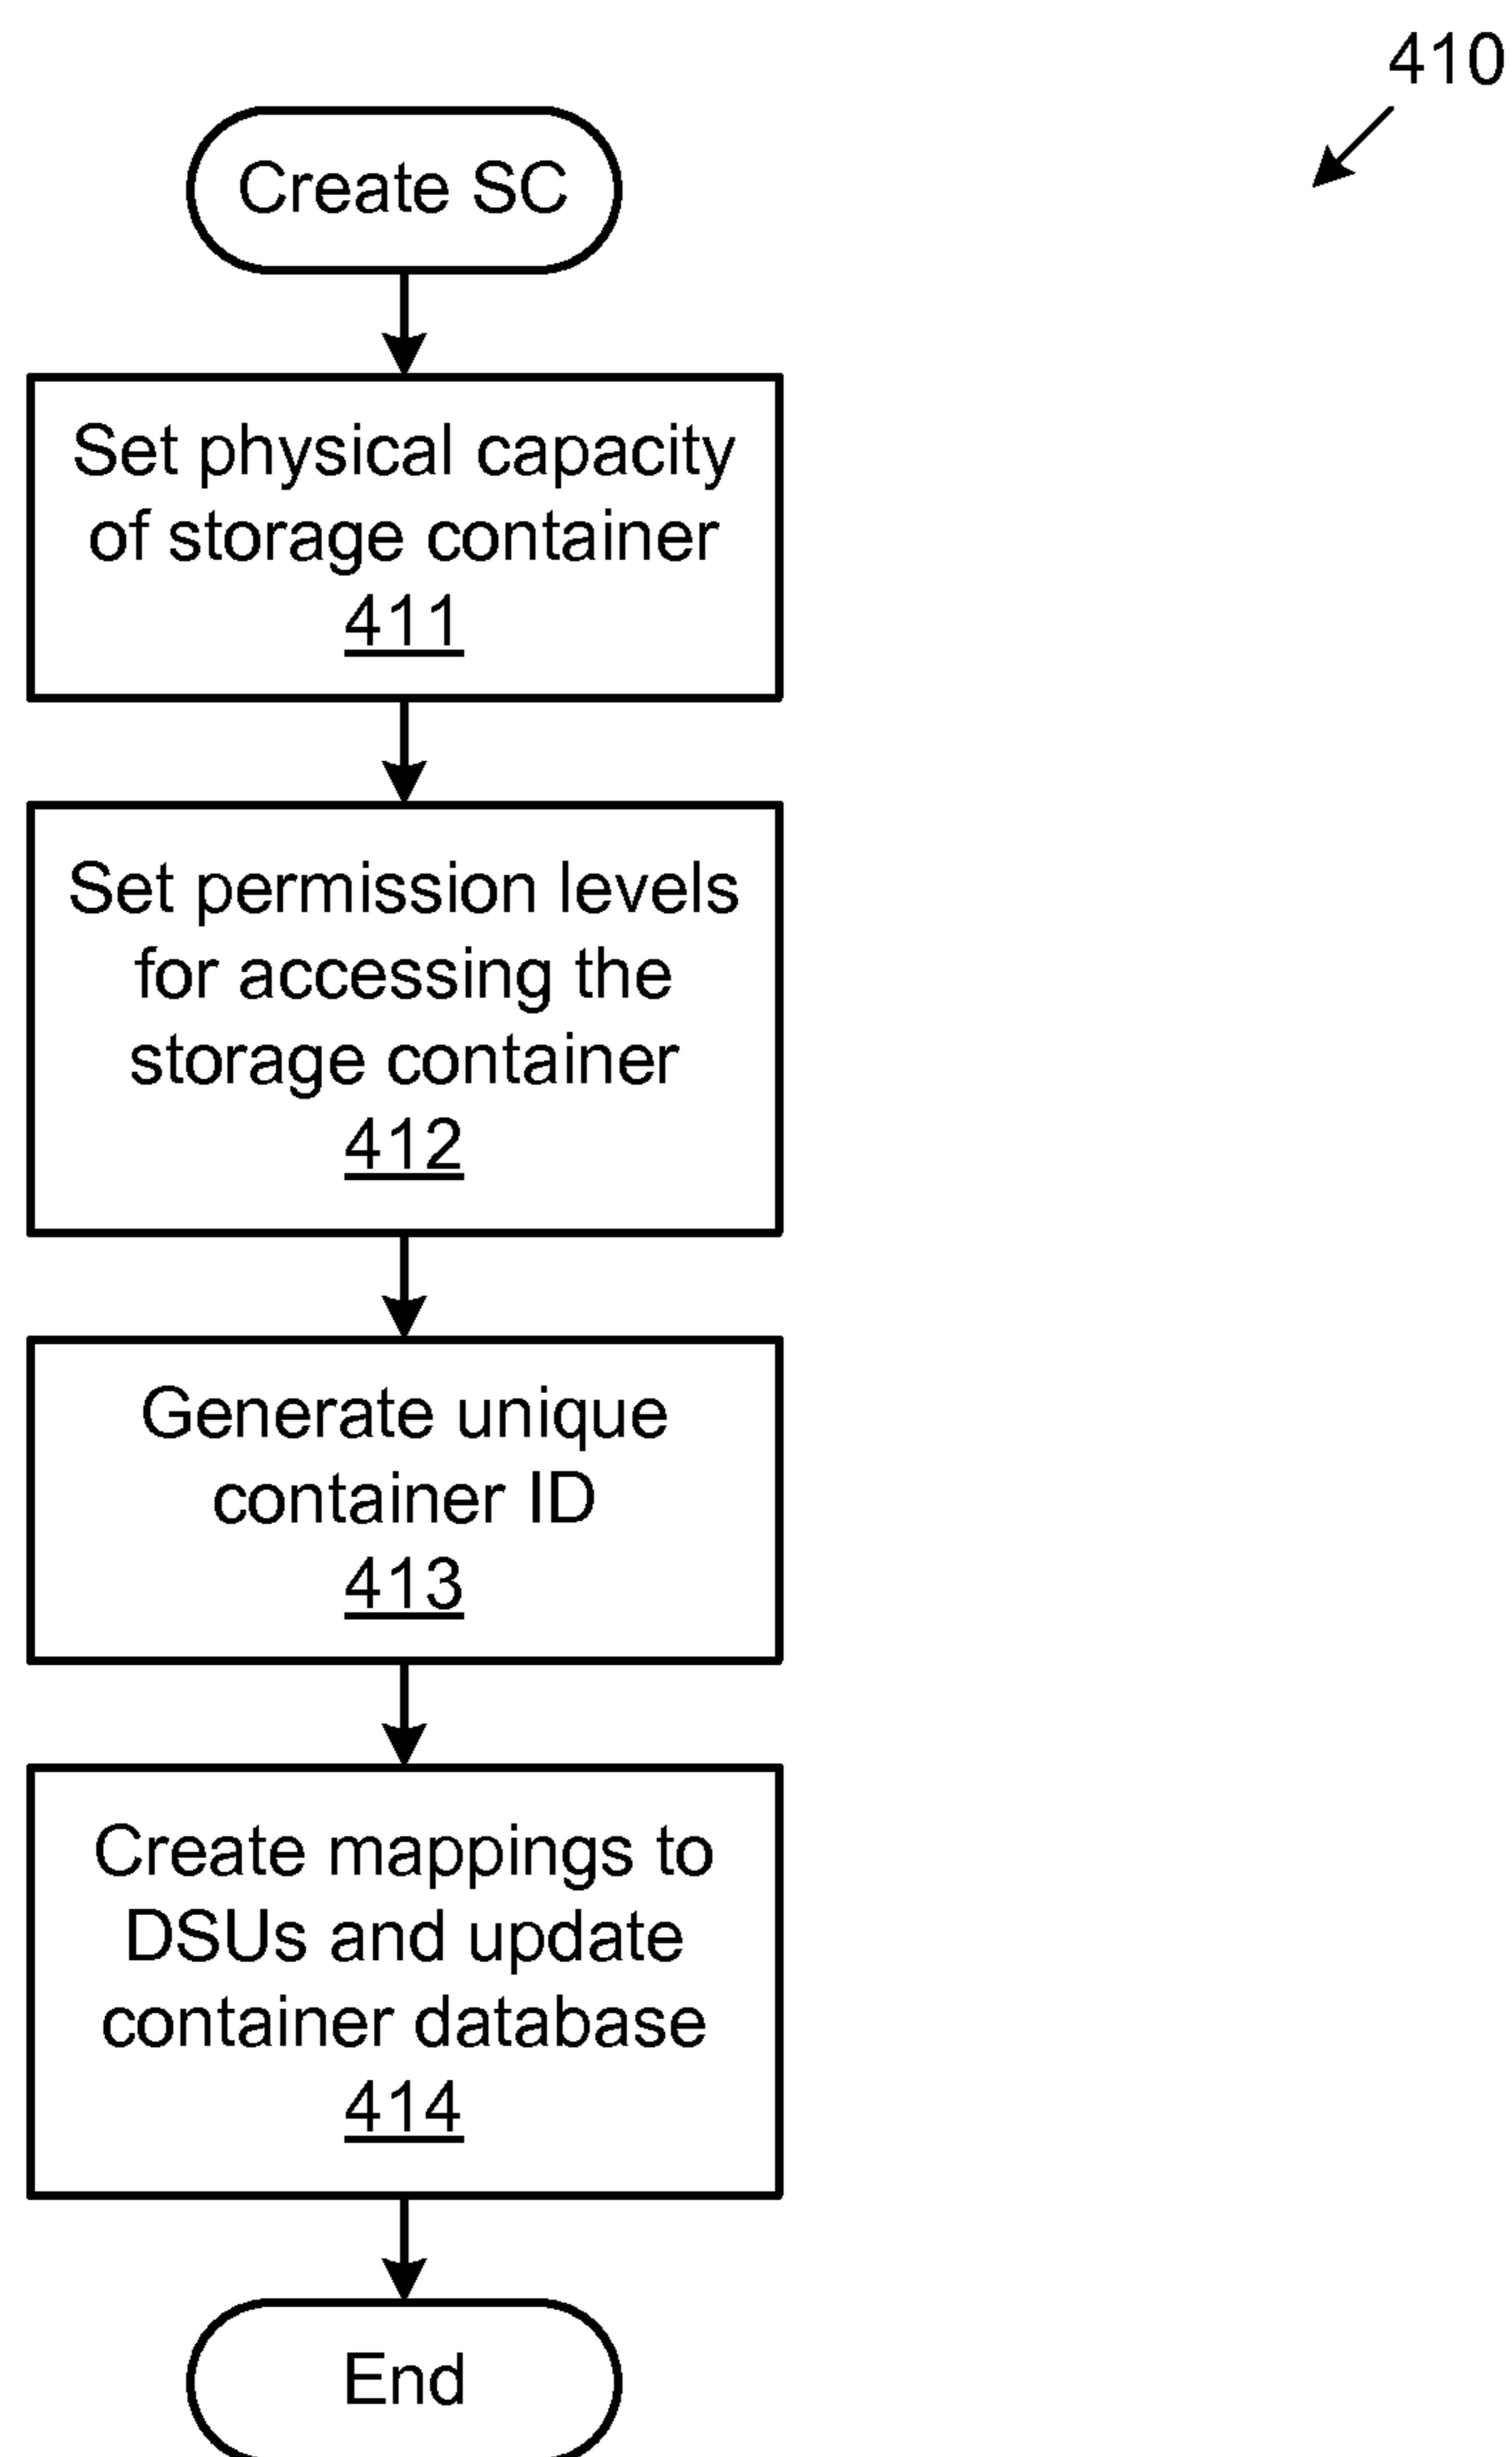 410
Create SC
Set physical capacity
of storage container
411
Set permission levels
for accessing the
storage container
412
Generate unique
container ID
413
Create mappings to
DSUs and update
container database
414
End